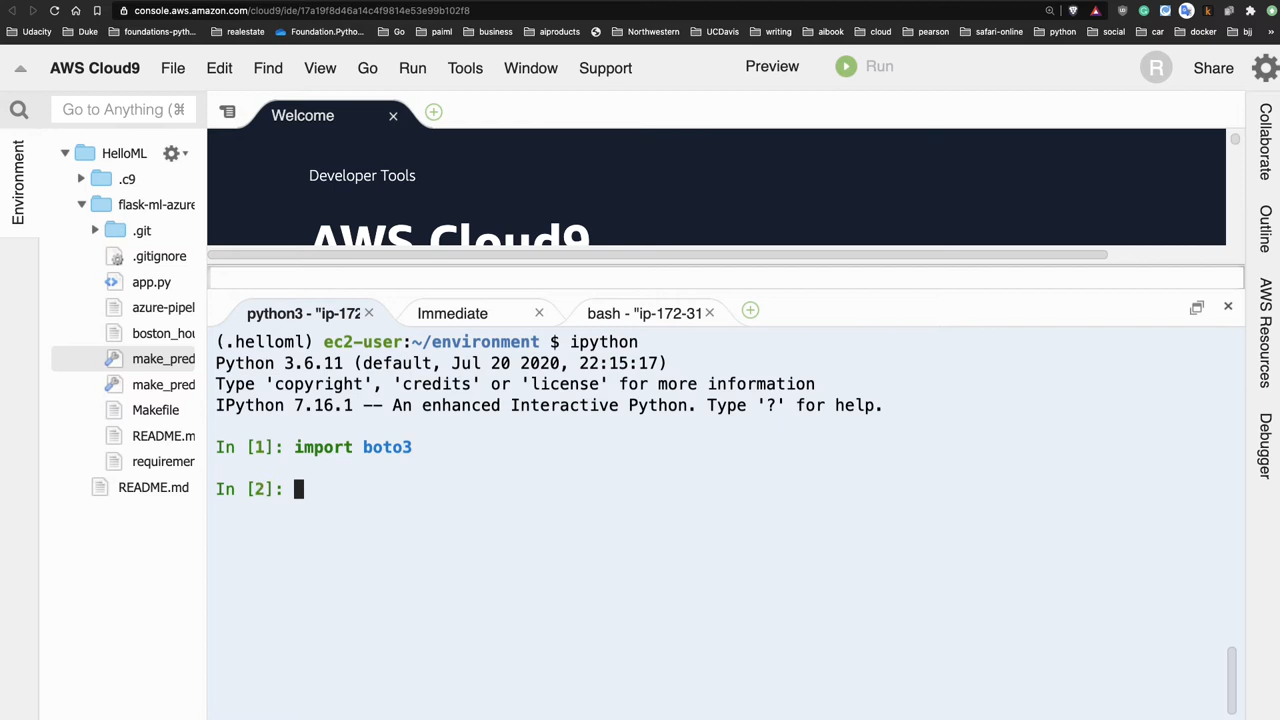 console.aws.amazon.com/cloud9/ide/17a19f8d46a14c4f9814e53e99b102f8
Udacity Duke foundations-pyth... realestate Foundation.Pytho... Go paiml business aiproducts Northwestern UCDavis writing aibook cloud pearson safari-online python social car docker bjj »
AWS Cloud9 File Edit Find View Go Run Tools Window Support Preview Run R Share
Go to Anything (⌘
Welcome
Developer Tools
AWS Cloud9
Environment
HelloML
.c9
flask-ml-azure
.git
.gitignore
app.py
azure-pipel
boston_hou
make_pred
make_pred
Makefile
README.m
requiremen
README.md
python3 - "ip-172
Immediate
bash - "ip-172-31
(.helloml) ec2-user:~/environment $ ipython
Python 3.6.11 (default, Jul 20 2020, 22:15:17)
Type 'copyright', 'credits' or 'license' for more information
IPython 7.16.1 -- An enhanced Interactive Python. Type '?' for help.
In [1]: import boto3
In [2]:
Collaborate
Outline
AWS Resources
Debugger